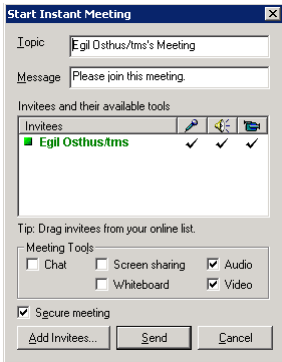 Start Instant Meeting
Topic Egil Osthus/tms's Meeting
Message Please join this meeting.
Invitees and their available tools
Invitees
Egil Osthus/tms
Tip: Drag invitees from your online list.
Meeting Tools
Chat Screen sharing Audio
Whiteboard Video
Secure meeting
Add Invitees... Send Cancel